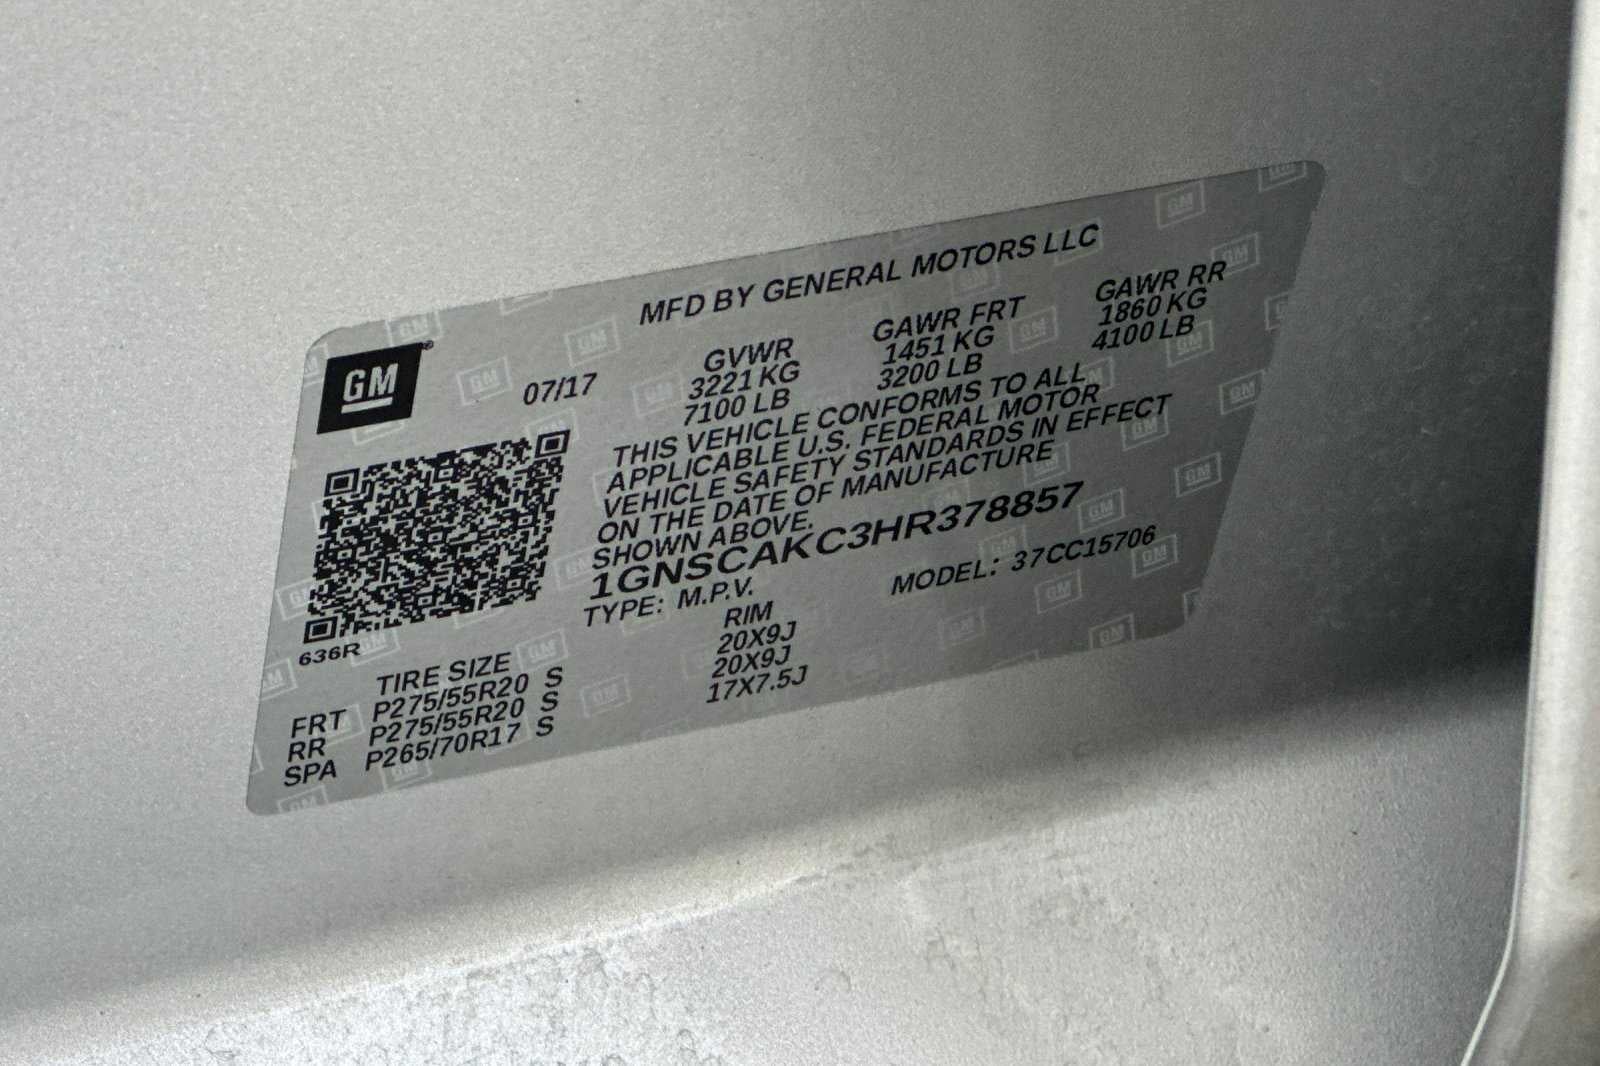 MFD BY GENERAL MOTORS LLC
GM
07/17
GVWR GAWR FRT GAWR RR
3221 KG 1451 KG 1860 KG
7100 LB 3200 LB 4100 LB
THIS VEHICLE CONFORMS TO ALL
APPLICABLE U.S. FEDERAL MOTOR
VEHICLE SAFETY STANDARDS IN EFFECT
ON THE DATE OF MANUFACTURE
SHOWN ABOVE.
1GNSCAKC3HR378857
TYPE: M.P.V. MODEL: 37CC15706
636R
TIRE SIZE RIM
FRT P275/55R20 S 20X9J
RR P275/55R20 S 20X9J
SPA P265/70R17 S 17X7.5J